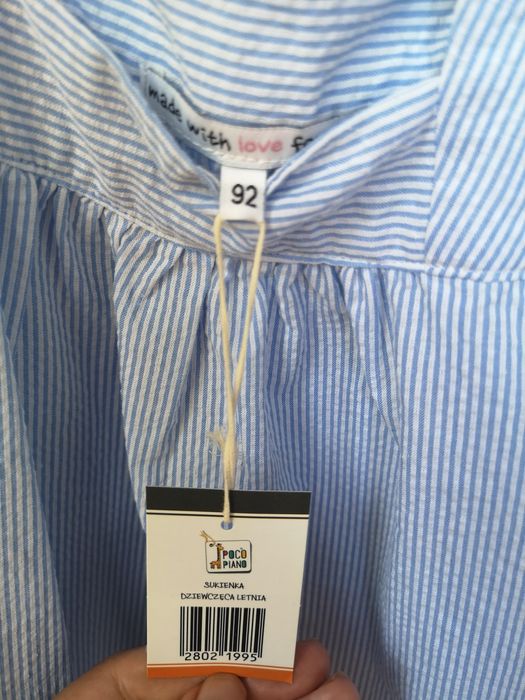 made with love fo
92
POCO
PIANO
SUKIENKA
DZIEWCZĘCA LETNIA
2802 1995